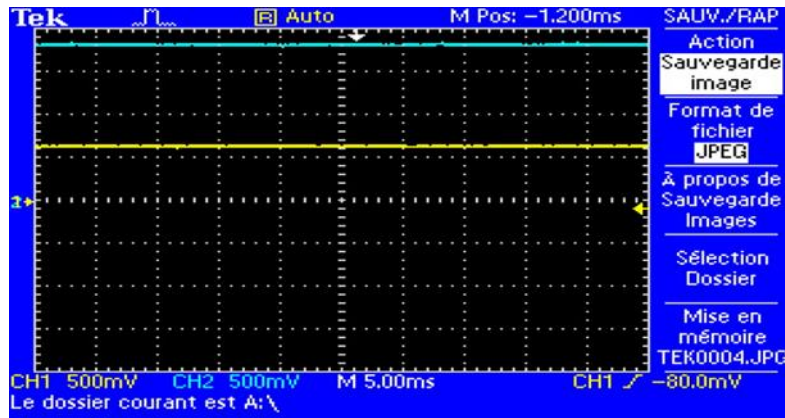 Tek R Auto M Pos: -1.200ms SAUV./RAP
Action
Sauvegarde
image
Format de
fichier
JPEG
À propos de
Sauvegarde
Images
Sélection
Dossier
Mise en
mémoire
TEK0004.JPG
CH1 500mV CH2 500mV M 5.00ms CH1 -80.0mV
Le dossier courant est A:\